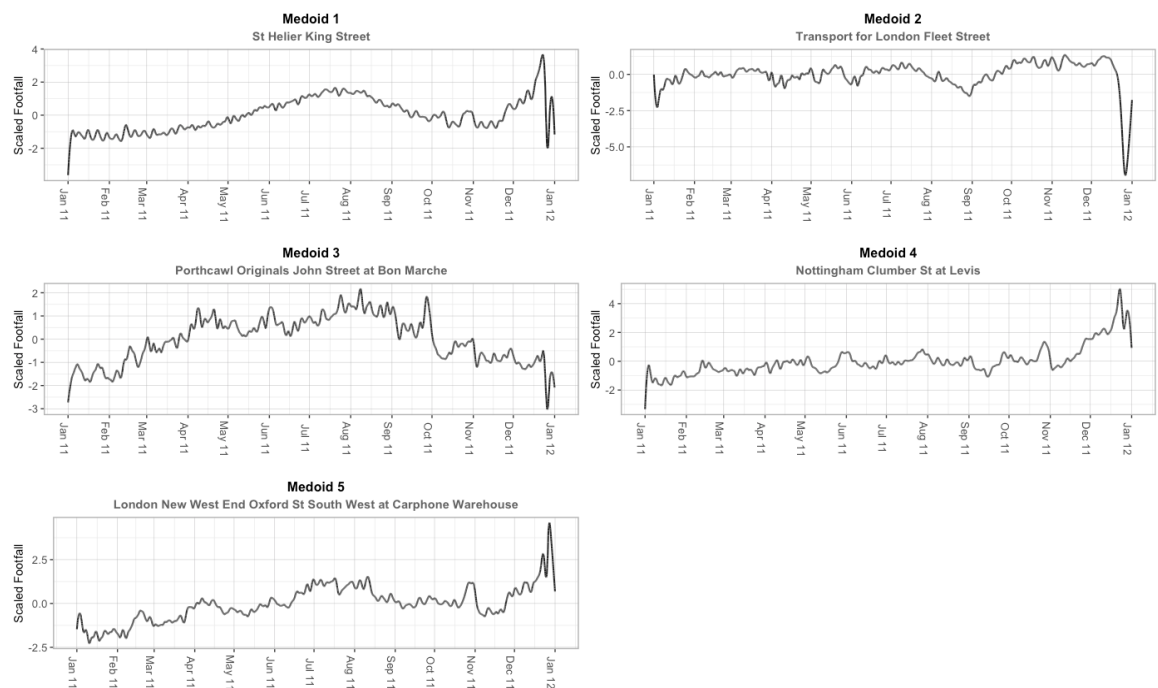 Medoid 1
St Helier King Street
Scaled Footfall
4
2
0
-2
Jan 11
Feb 11
Mar 11
Apr 11
May 11
Jun 11
Jul 11
Aug 11
Sep 11
Oct 11
Nov 11
Dec 11
Jan 12
Medoid 2
Transport for London Fleet Street
Scaled Footfall
0.0
-2.5
-5.0
Jan 11
Feb 11
Mar 11
Apr 11
May 11
Jun 11
Jul 11
Aug 11
Sep 11
Oct 11
Nov 11
Dec 11
Jan 12
Medoid 3
Porthcawl Originals John Street at Bon Marche
Scaled Footfall
2
1
0
-1
-2
-3
Jan 11
Feb 11
Mar 11
Apr 11
May 11
Jun 11
Jul 11
Aug 11
Sep 11
Oct 11
Nov 11
Dec 11
Jan 12
Medoid 4
Nottingham Clumber St at Levis
Scaled Footfall
4
2
0
-2
Jan 11
Feb 11
Mar 11
Apr 11
May 11
Jun 11
Jul 11
Aug 11
Sep 11
Oct 11
Nov 11
Dec 11
Jan 12
Medoid 5
London New West End Oxford St South West at Carphone Warehouse
Scaled Footfall
2.5
0.0
-2.5
Jan 11
Feb 11
Mar 11
Apr 11
May 11
Jun 11
Jul 11
Aug 11
Sep 11
Oct 11
Nov 11
Dec 11
Jan 12